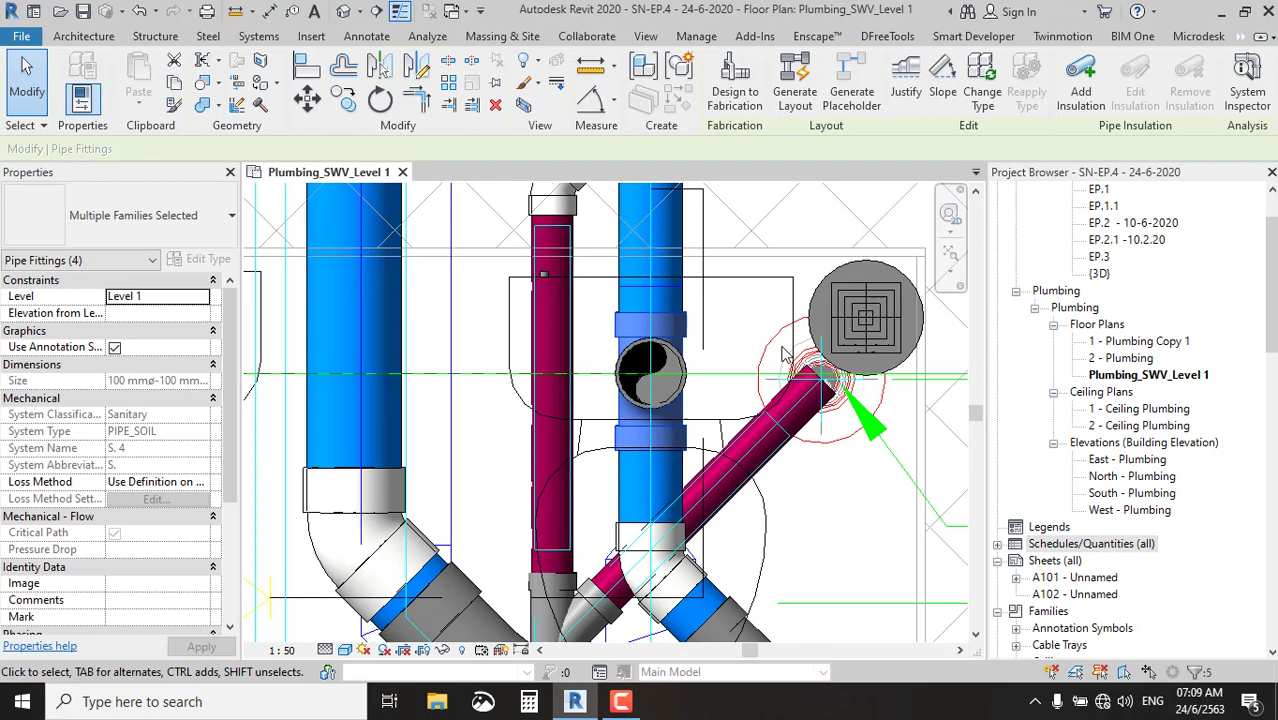 Autodesk Revit 2020 - SN-EP.4 - 24-6-2020 - Floor Plan: Plumbing_SWV_Level 1
Sign In
File Architecture Structure Steel Systems Insert Annotate Analyze Massing & Site Collaborate View Manage Add-Ins Enscape™ DFreeTools Smart Developer Twinmotion BIM One Microdesk
Modify
Paste
Design to Fabrication
Generate Layout
Generate Placeholder
Justify
Slope
Change Type
Reapply Type
Add Insulation
Edit Insulation
Remove Insulation
System Inspector
Select Properties Clipboard Geometry Modify View Measure Create Fabrication Layout Edit Pipe Insulation Analysis
Modify | Pipe Fittings
Properties
Multiple Families Selected
Pipe Fittings (4)
Edit Type
Constraints
Level Level 1
Elevation from Le...
Graphics
Use Annotation S...
Dimensions
Size 100 mmø-100 mm...
Mechanical
System Classifica... Sanitary
System Type PIPE_SOIL
System Name S. 4
System Abbreviat... S.
Loss Method Use Definition on ...
Loss Method Sett... Edit...
Mechanical - Flow
Critical Path
Pressure Drop
Identity Data
Image
Comments
Mark
Properties help
Apply
Plumbing_SWV_Level 1
2D
1 : 50
Project Browser - SN-EP.4 - 24-6-2020
EP.1
EP.1.1
EP.2 - 10-6-2020
EP.2.1 -10.2.20
EP.3
{3D}
Plumbing
Plumbing
Floor Plans
1 - Plumbing Copy 1
2 - Plumbing
Plumbing_SWV_Level 1
Ceiling Plans
1 - Ceiling Plumbing
2 - Ceiling Plumbing
Elevations (Building Elevation)
East - Plumbing
North - Plumbing
South - Plumbing
West - Plumbing
Legends
Schedules/Quantities (all)
Sheets (all)
A101 - Unnamed
A102 - Unnamed
Families
Annotation Symbols
Cable Trays
Click to select, TAB for alternates, CTRL adds, SHIFT unselects.
:0
Main Model
:5
Type here to search
ENG
07:09 AM
24/6/2563
5